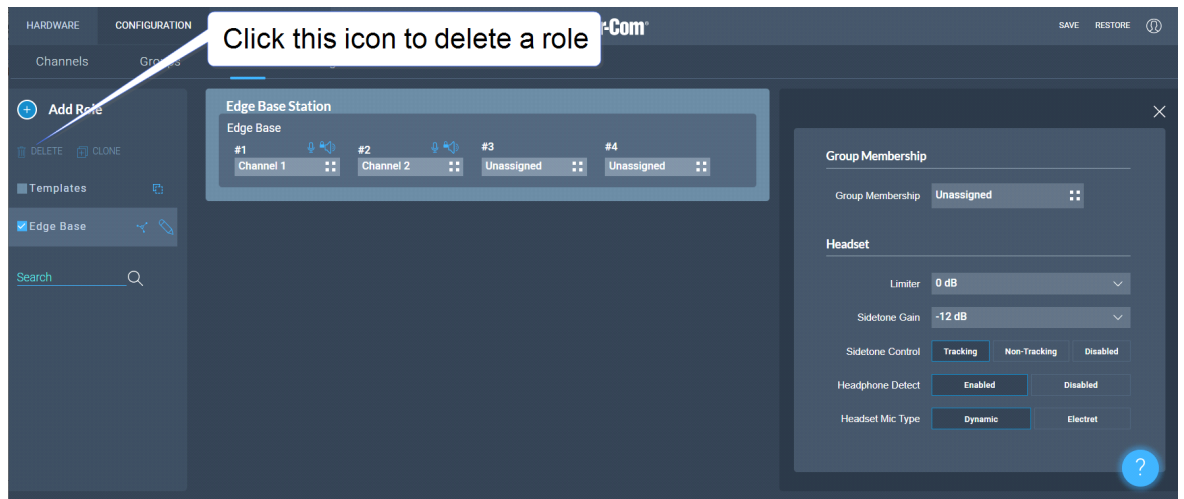 HARDWARE CONFIGURATION
Click this icon to delete a role
r-Com®
SAVE RESTORE
Channels
Add Role
DELETE CLONE
Templates
Edge Base
Search
Edge Base Station
Edge Base
#1 #2 #3 #4
Channel 1 Channel 2 Unassigned Unassigned
Group Membership
Group Membership Unassigned
Headset
Limiter 0 dB
Sidetone Gain -12 dB
Sidetone Control Tracking Non-Tracking Disabled
Headphone Detect Enabled Disabled
Headset Mic Type Dynamic Electret
?